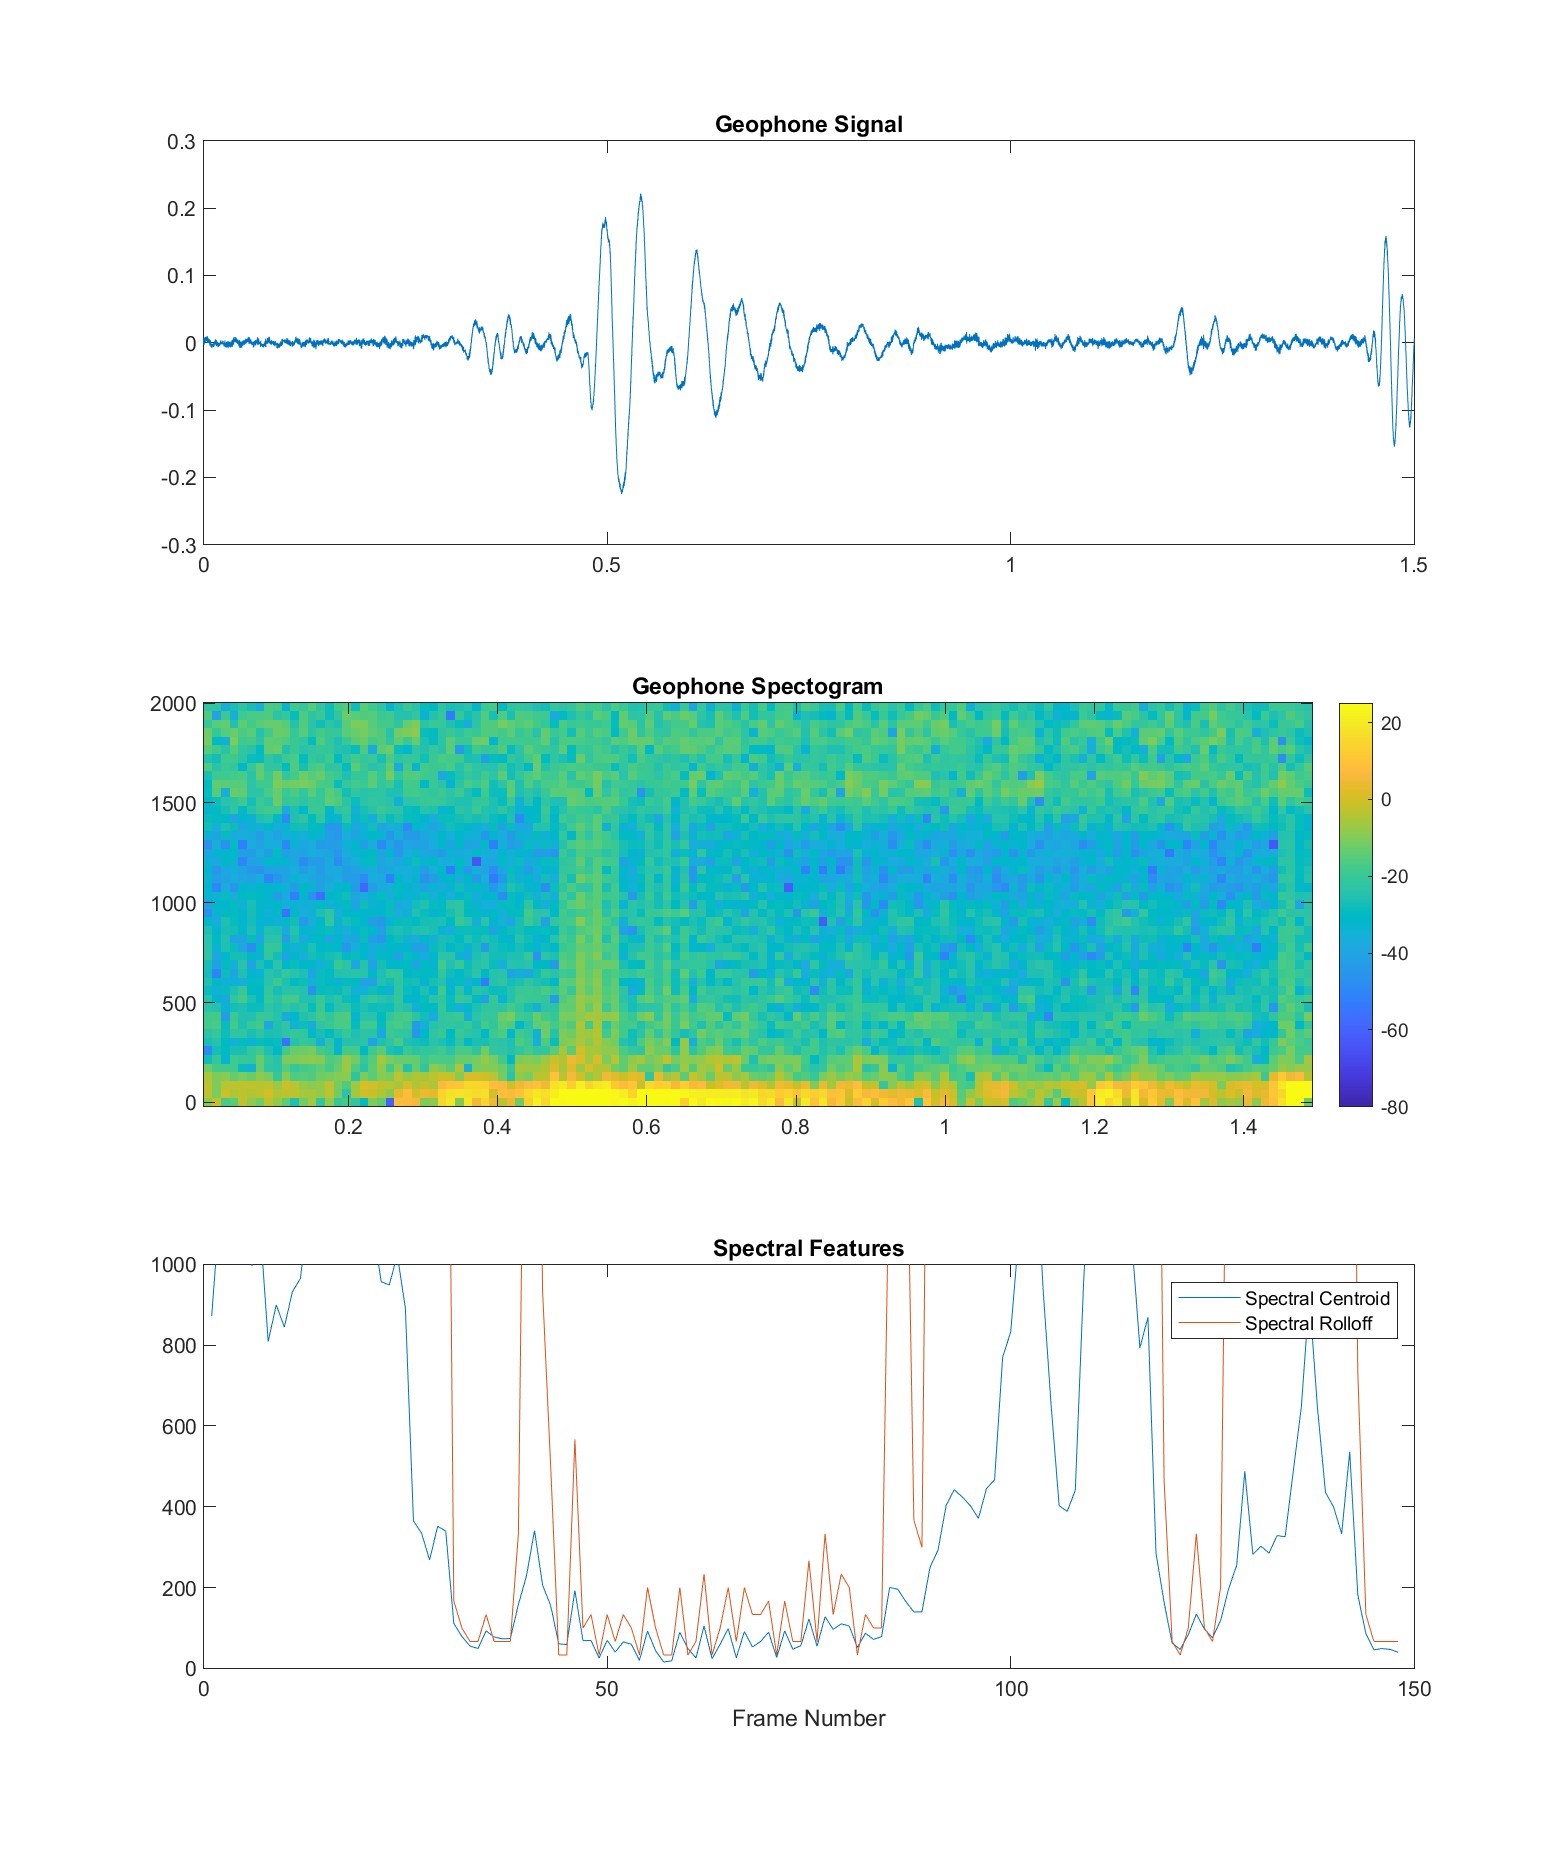 Geophone Signal
0.3
0.2
0.1
0
-0.1
-0.2
-0.3
0 0.5 1 1.5
Geophone Spectogram
2000
1500
1000
500
0
0.2 0.4 0.6 0.8 1 1.2 1.4
20
0
-20
-40
-60
-80
Spectral Features
1000
800
600
400
200
0
Spectral Centroid
Spectral Rolloff
0 50 100 150
Frame Number